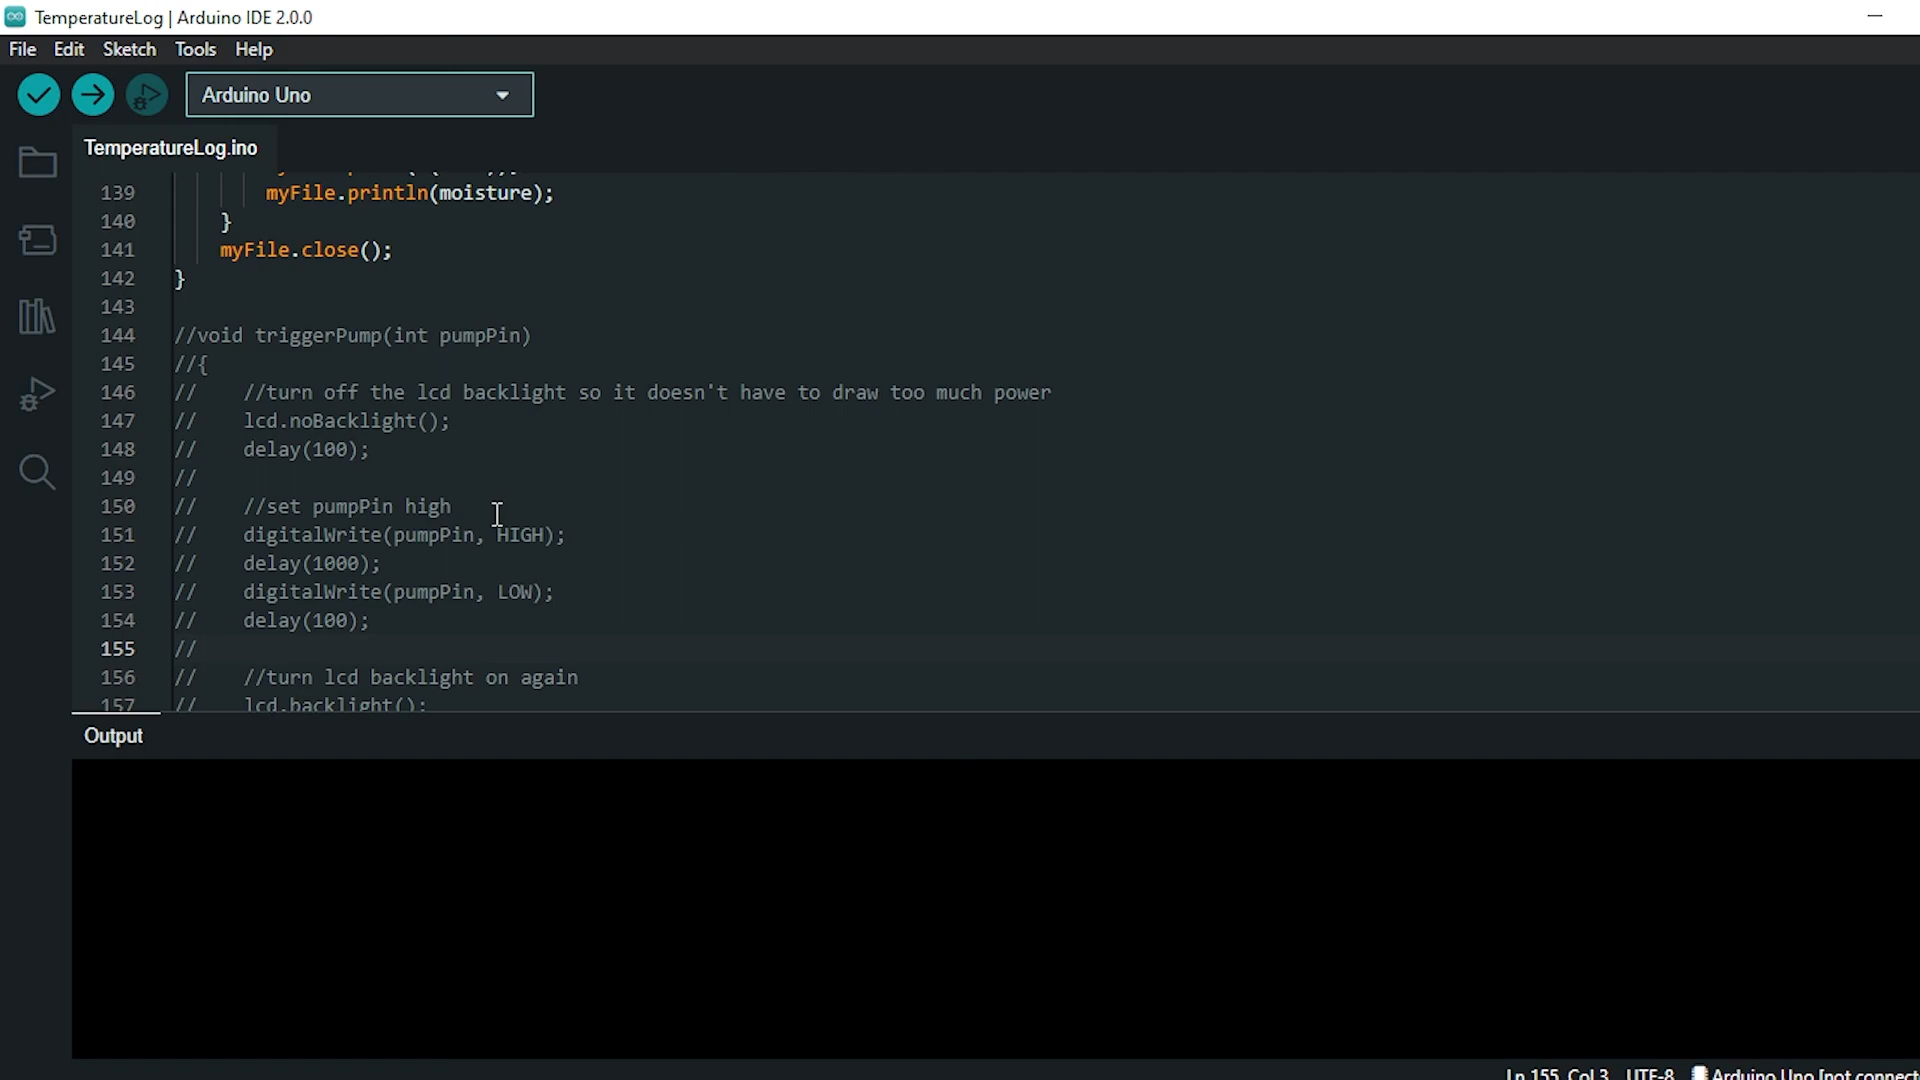 TemperatureLog | Arduino IDE 2.0.0
File Edit Sketch Tools Help
Arduino Uno
TemperatureLog.ino
139 myFile.println(moisture);
140 }
141 myFile.close();
142 }
143
144 //void triggerPump(int pumpPin)
145 //{
146 // //turn off the lcd backlight so it doesn't have to draw too much power
147 // lcd.noBacklight();
148 // delay(100);
149 //
150 // //set pumpPin high
151 // digitalWrite(pumpPin, HIGH);
152 // delay(1000);
153 // digitalWrite(pumpPin, LOW);
154 // delay(100);
155 //
156 // //turn lcd backlight on again
157 // lcd.backlight();
Output
Ln 155, Col 3 UTF-8 Arduino Uno [not connect